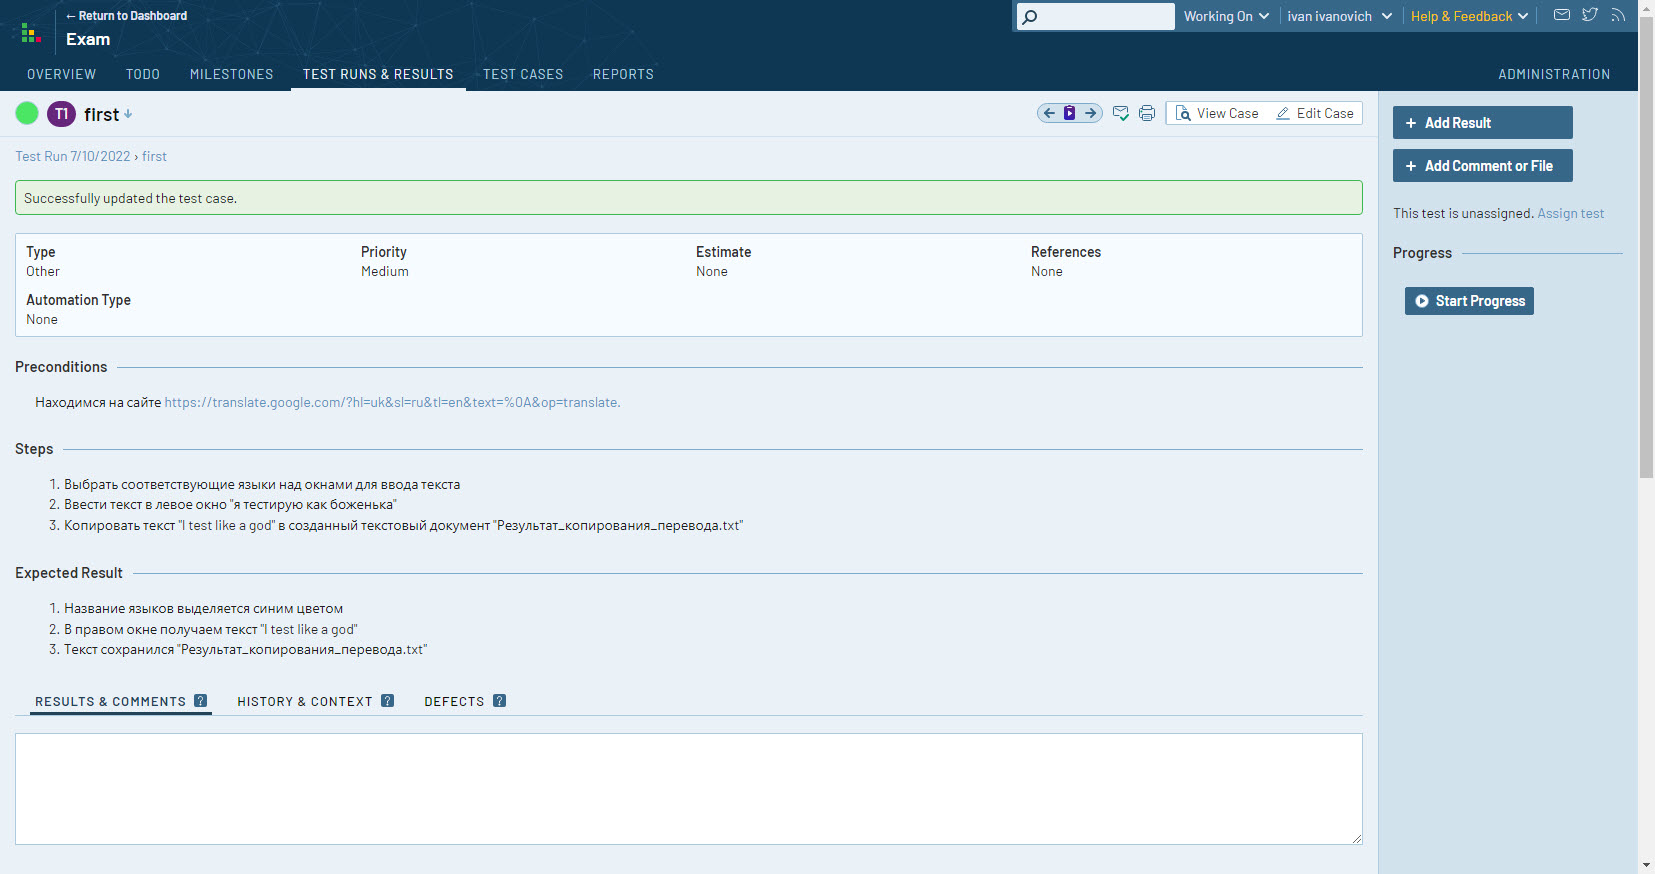 ← Return to Dashboard
Exam
Working On
ivan ivanovich
Help & Feedback
OVERVIEW
TODO
MILESTONES
TEST RUNS & RESULTS
TEST CASES
REPORTS
ADMINISTRATION
T1 first
View Case
Edit Case
Test Run 7/10/2022 › first
Successfully updated the test case.
Type
Other
Priority
Medium
Estimate
None
References
None
Automation Type
None
Preconditions
Находимся на сайте https://translate.google.com/?hl=uk&sl=ru&tl=en&text=%0A&op=translate.
Steps
1. Выбрать соответствующие языки над окнами для ввода текста
2. Ввести текст в левое окно "я тестирую как боженька"
3. Копировать текст "I test like a god" в созданный текстовый документ "Результат_копирования_перевода.txt"
Expected Result
1. Название языков выделяется синим цветом
2. В правом окне получаем текст "I test like a god"
3. Текст сохранился "Результат_копирования_перевода.txt"
RESULTS & COMMENTS ?
HISTORY & CONTEXT ?
DEFECTS ?
+ Add Result
+ Add Comment or File
This test is unassigned. Assign test
Progress
Start Progress